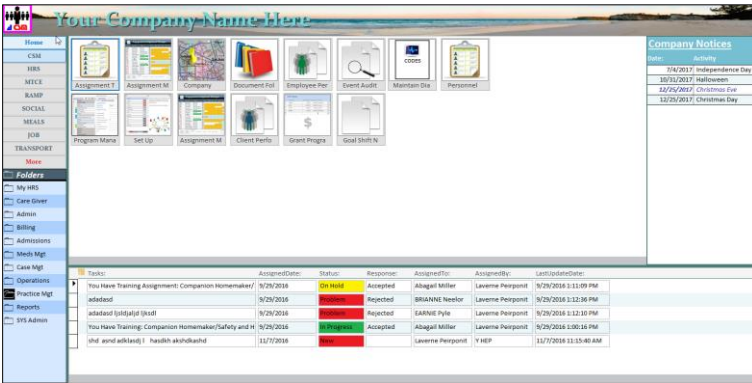 Your Company Name Here
Home
CSM
HRS
MTCE
RAMP
SOCIAL
MEALS
JOB
TRANSPORT
More
Folders
My HRS
Care Giver
Admin
Billing
Admissions
Meds Mgt
Case Mgt
Operations
Practice Mgt
Reports
SYS Admin
Assignment T Assignment M Company Document Fol Employee Per Event Audit Maintain Dia Personnel
CODES
Program Mana Set Up Assignment M Client Perfo Grant Progra Goal Shift N
Company Notices
Date: Activity
7/4/2017 Independence Day
10/31/2017 Halloween
12/25/2017 Christmas Eve
12/25/2017 Christmas Day
Tasks: AssignedDate: Status: Response: AssignedTo: AssignedBy: LastUpdateDate:
You Have Training Assignment: Companion Homemaker/ 9/29/2016 On Hold Accepted Abagail Miller Laverne Peirponit 9/29/2016 1:11:09 PM
adadasd 9/29/2016 Problem Rejected BRIANNE Neelor Laverne Peirponit 9/29/2016 1:12:36 PM
adadasd ljsldjaljd ljksdl 9/29/2016 Problem Rejected EARNIE Pyle Laverne Peirponit 9/29/2016 1:12:10 PM
You Have Training: Companion Homemaker/Safety and H 9/29/2016 In Progress Accepted Abagail Miller Laverne Peirponit 9/29/2016 1:00:16 PM
shd asnd adklasdj l hasdkh akshdkashd 11/7/2016 New Laverne Peirponit Y HEP 11/7/2016 11:15:40 AM